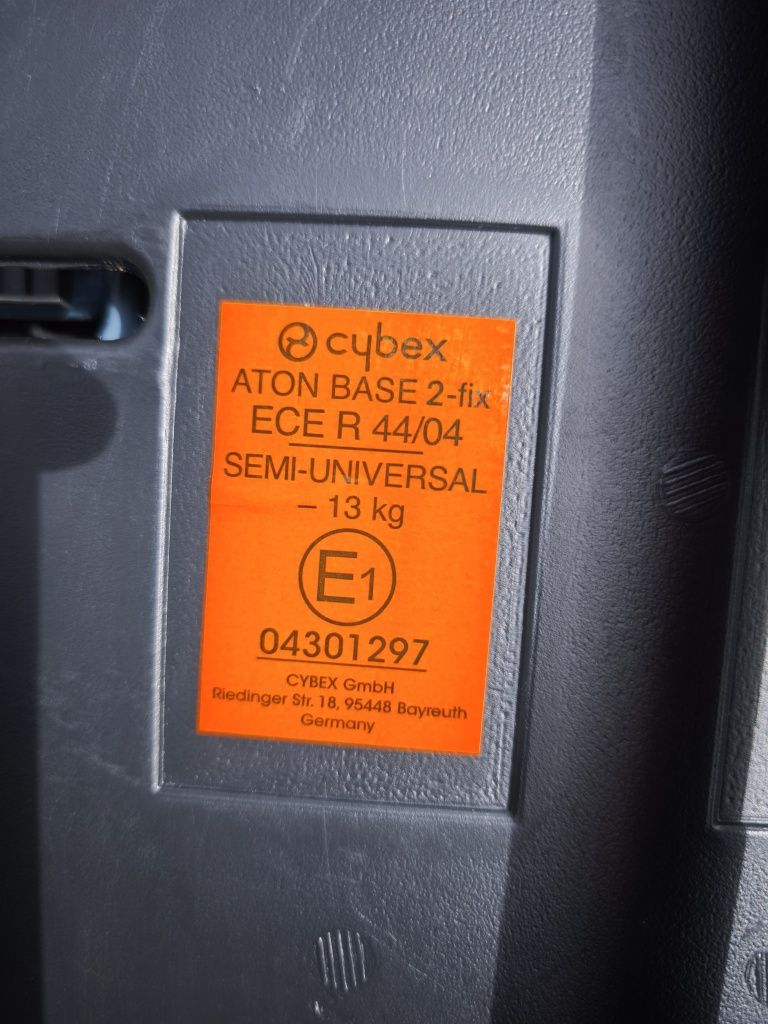 cybex
ATON BASE 2-fix
ECE R 44/04
SEMI-UNIVERSAL
– 13 kg
E1
04301297
CYBEX GmbH
Riedinger Str. 18, 95448 Bayreuth
Germany